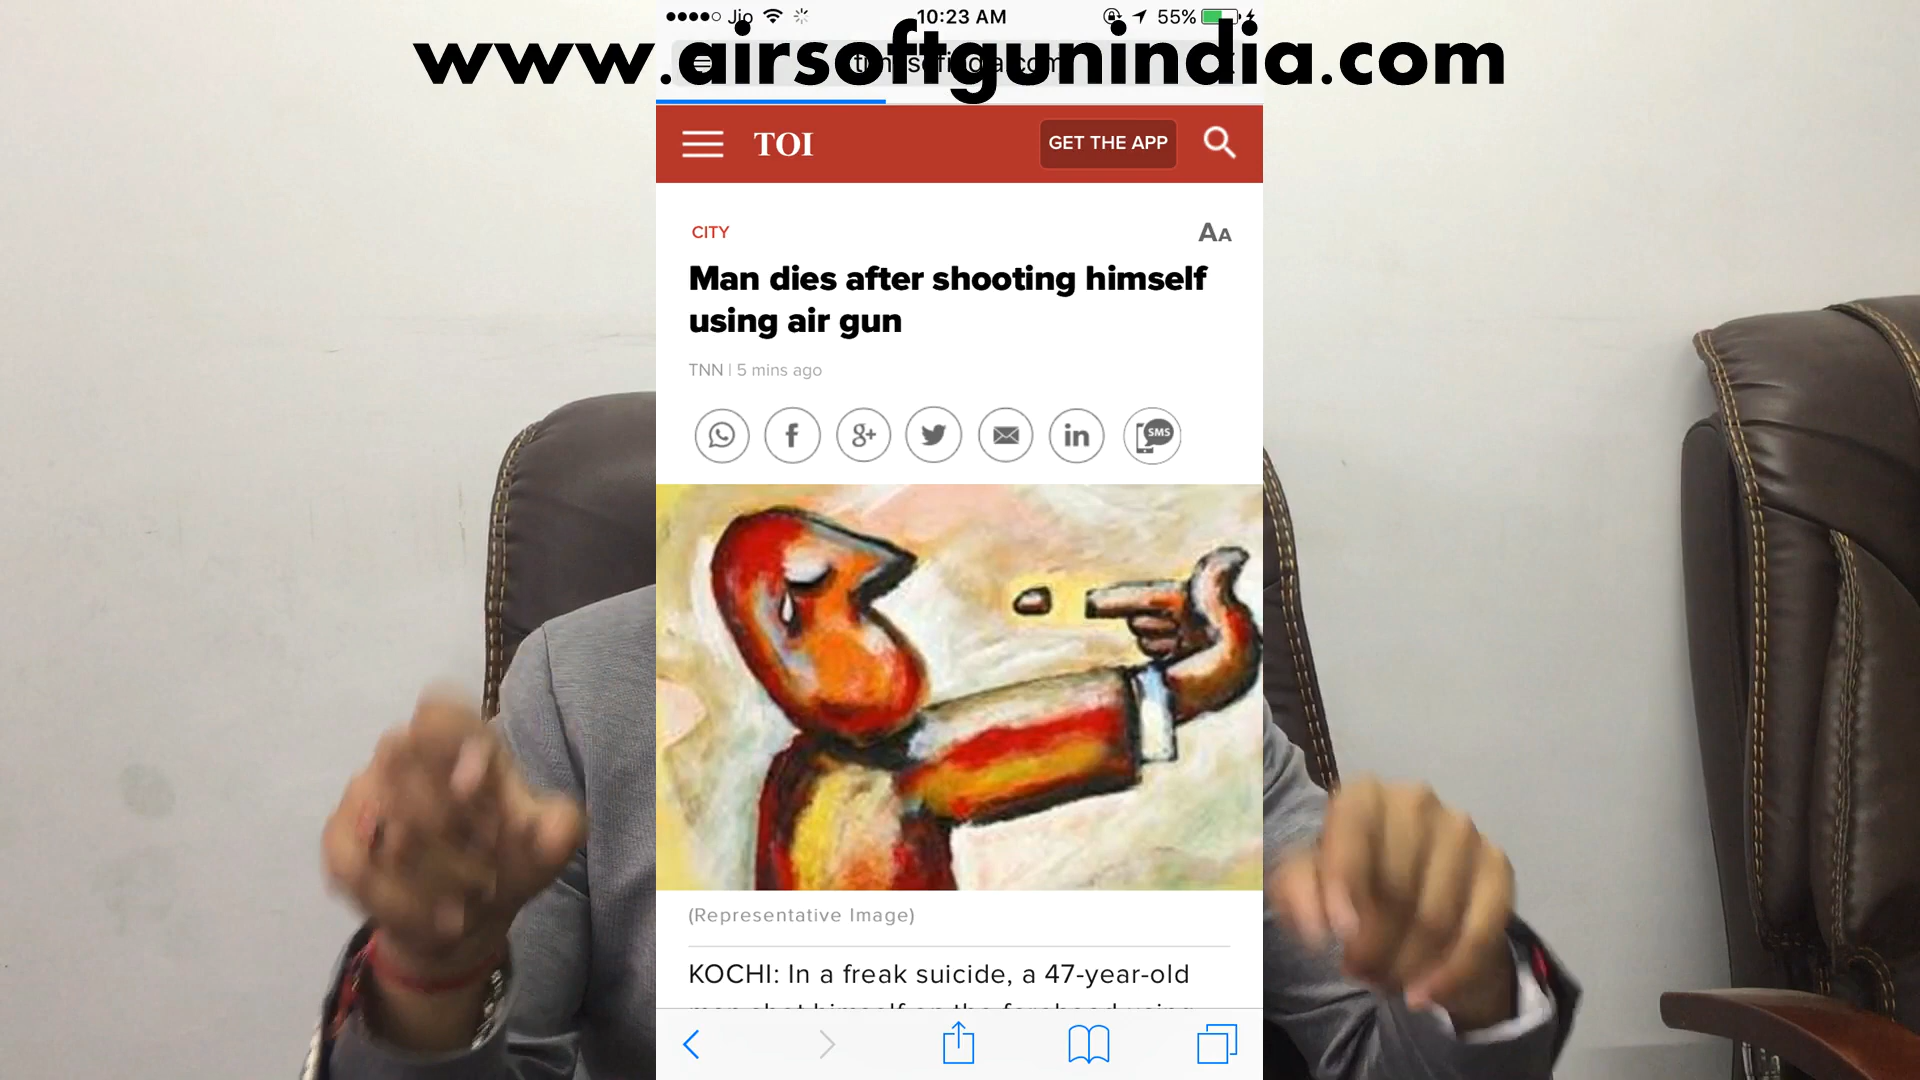 Jio 10:23 AM 55%
www.airsoftgunindia.com
TOI GET THE APP
CITY AA
Man dies after shooting himself
using air gun
TNN | 5 mins ago
f g+ in SMS
(Representative Image)
KOCHI: In a freak suicide, a 47-year-old